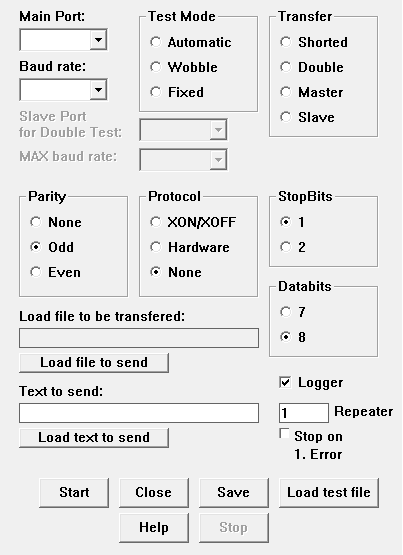 Main Port:
Baud rate:
Slave Port
for Double Test:
MAX baud rate:
Test Mode
Automatic
Wobble
Fixed
Transfer
Shorted
Double
Master
Slave
Parity
None
Odd
Even
Protocol
XON/XOFF
Hardware
None
StopBits
1
2
Databits
7
8
Load file to be transfered:
Load file to send
Text to send:
Load text to send
Logger
1 Repeater
Stop on
1. Error
Start Close Save Load test file
Help Stop